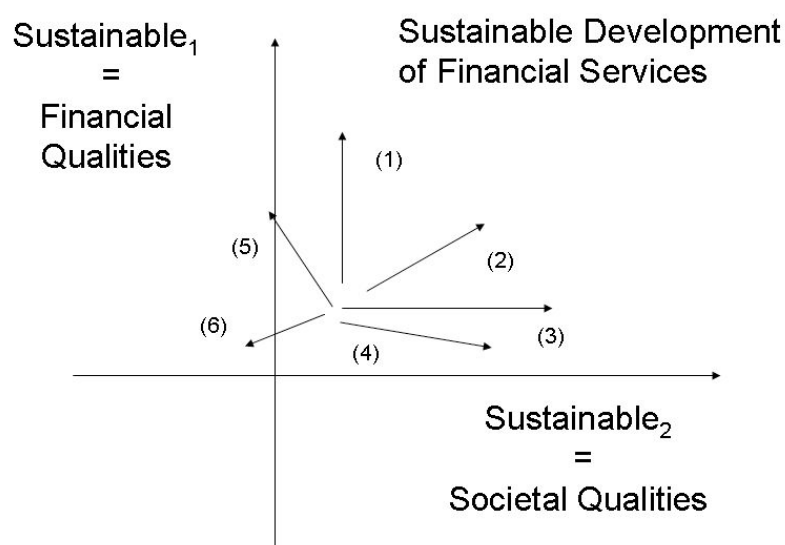 Sustainable₁
=
Financial
Qualities
Sustainable Development
of Financial Services
(1)
(5)
(2)
(6)
(3)
(4)
Sustainable₂
=
Societal Qualities